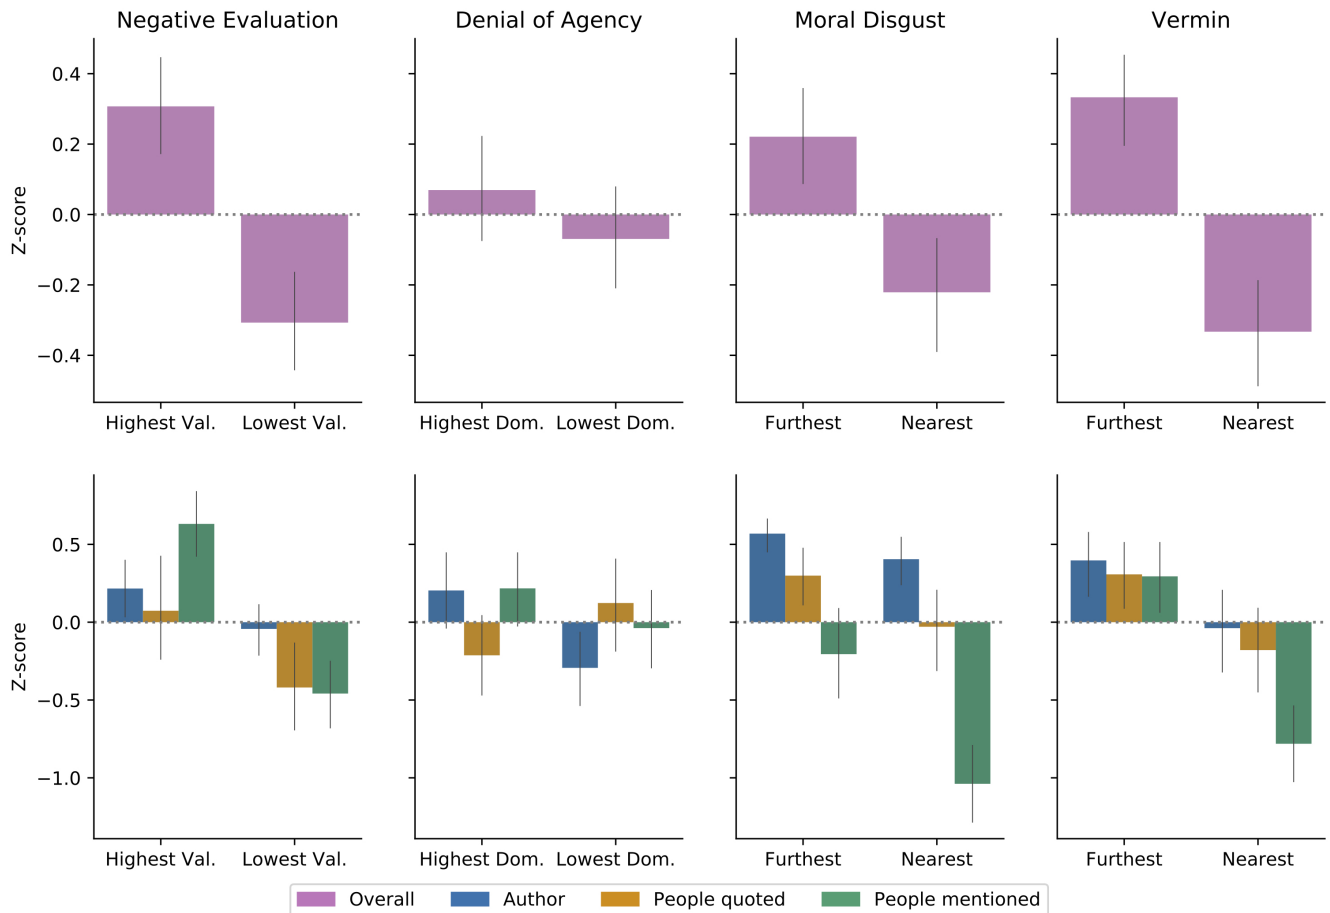 Negative Evaluation Denial of Agency Moral Disgust Vermin
Z-score
0.4
0.2
0.0
−0.2
−0.4
Highest Val. Lowest Val. Highest Dom. Lowest Dom. Furthest Nearest Furthest Nearest
Z-score
0.5
0.0
−0.5
−1.0
Highest Val. Lowest Val. Highest Dom. Lowest Dom. Furthest Nearest Furthest Nearest
Overall Author People quoted People mentioned